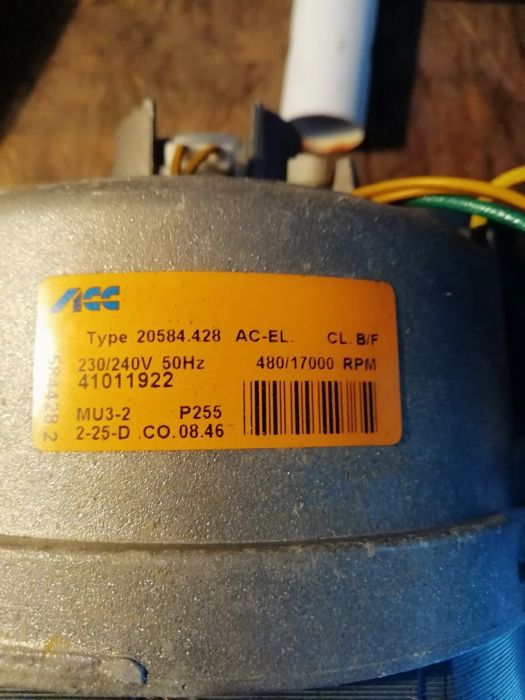 ACC
Type 20584.428 AC-EL. CL. B/F
230/240V 50Hz 480/17000 RPM
41011922
MU3-2 P255
2-25-D .CO.08.46